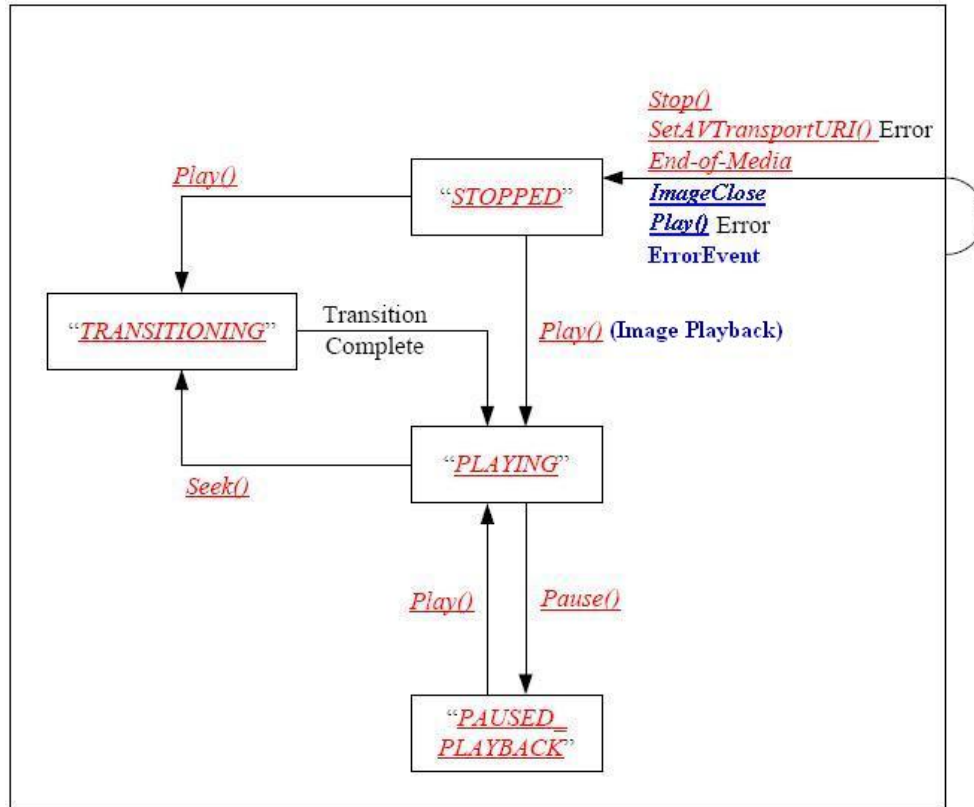 Stop()
SetAVTransportURI() Error
End-of-Media
ImageClose
Play() Error
ErrorEvent
Play()
“STOPPED”
“TRANSITIONING”
Transition
Complete
Play() (Image Playback)
“PLAYING”
Seek()
Play()
Pause()
“PAUSED_
PLAYBACK”